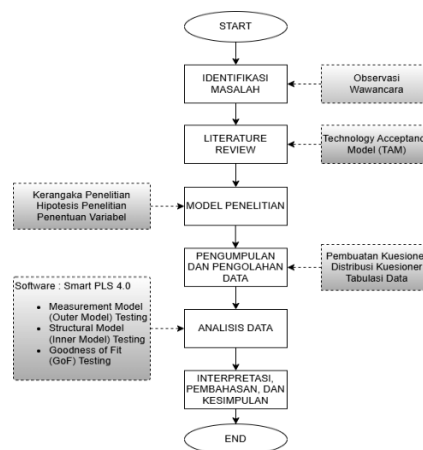 START
IDENTIFIKASI
MASALAH
Observasi
Wawancara
LITERATURE
REVIEW
Technology Acceptanc
Model (TAM)
Kerangaka Penelitian
Hipotesis Penelitian
Penentuan Variabel
MODEL PENELITIAN
PENGUMPULAN
DAN PENGOLAHAN
DATA
Pembuatan Kuesioner
Distribusi Kuesioner
Tabulasi Data
Software : Smart PLS 4.0
• Measurement Model
(Outer Model) Testing
• Structural Model
(Inner Model) Testing
• Goodness of Fit
(GoF) Testing
ANALISIS DATA
INTERPRETASI,
PEMBAHASAN, DAN
KESIMPULAN
END